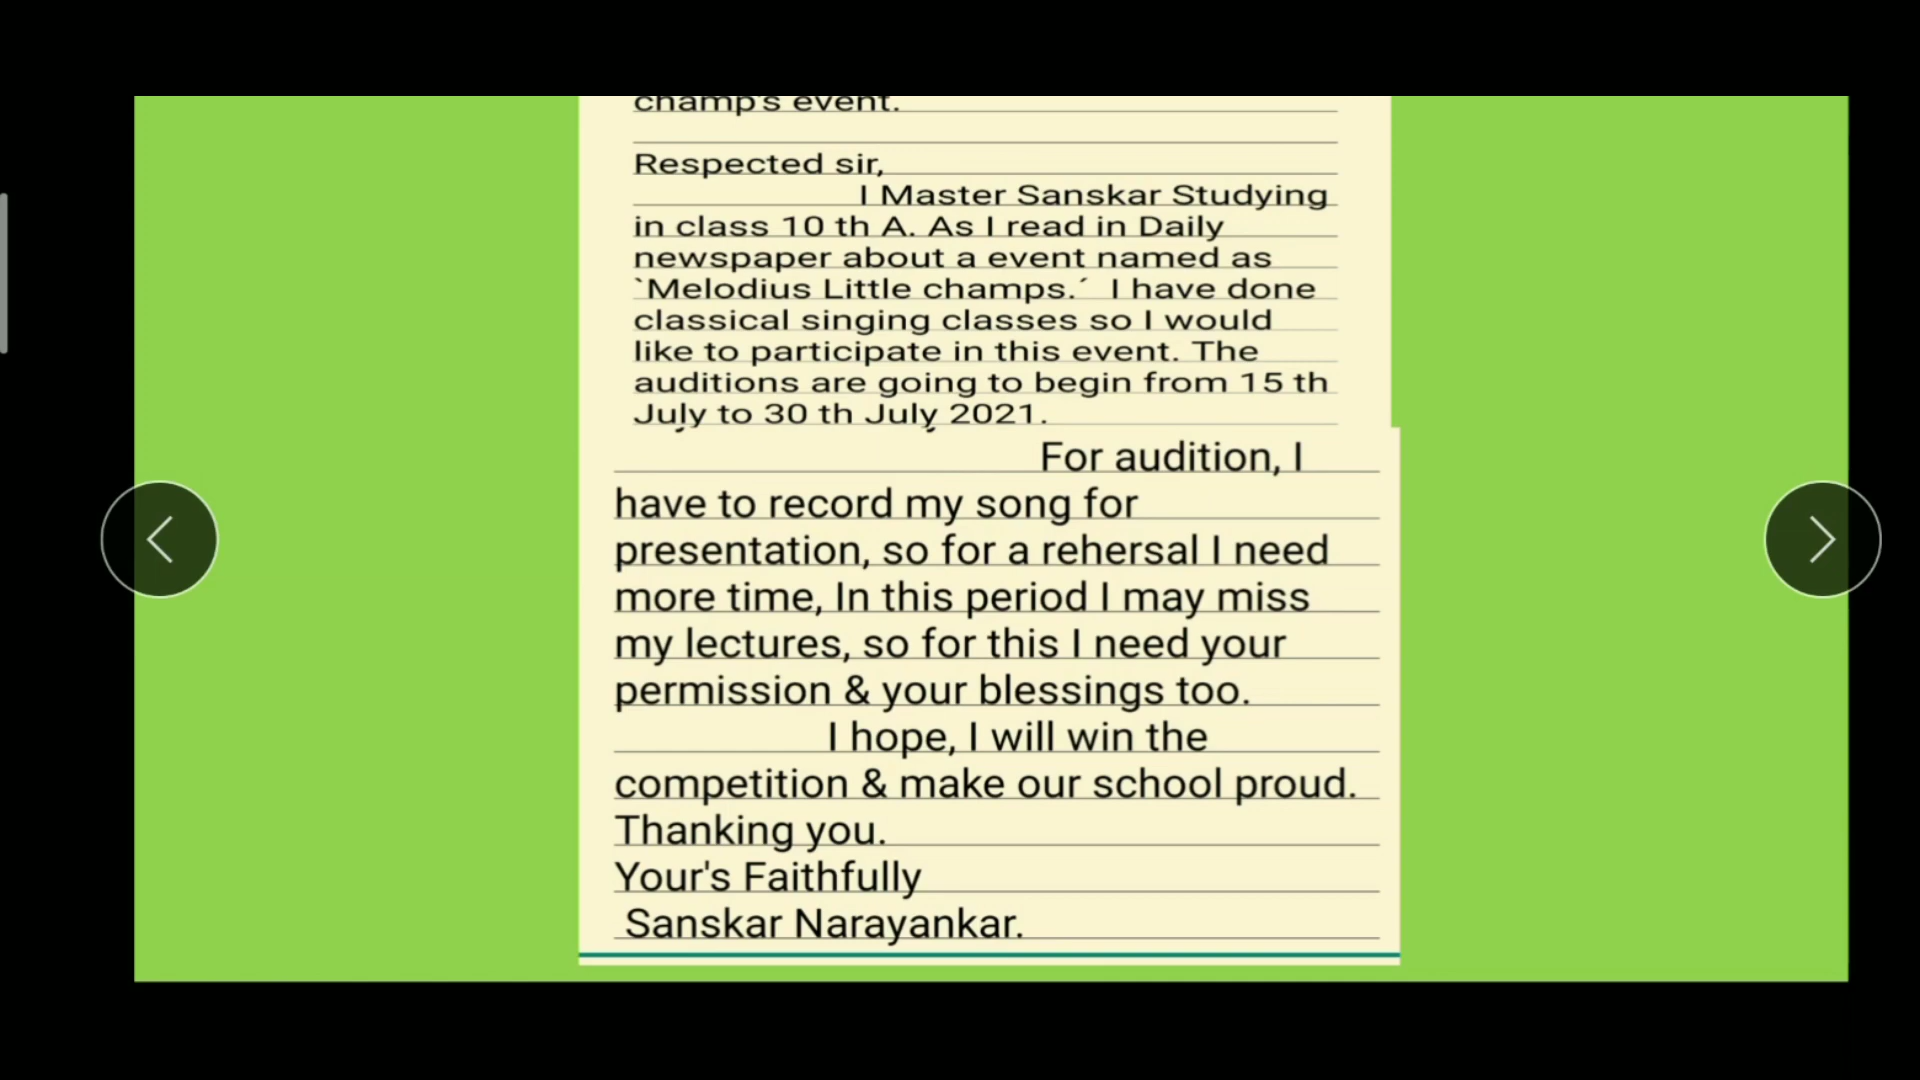 champ's event.
Respected sir,
I Master Sanskar Studying
in class 10 th A. As I read in Daily
newspaper about a event named as
`Melodius Little champs.´ I have done
classical singing classes so I would
like to participate in this event. The
auditions are going to begin from 15 th
July to 30 th July 2021.
For audition, I
have to record my song for
presentation, so for a rehersal I need
more time, In this period I may miss
my lectures, so for this I need your
permission & your blessings too.
I hope, I will win the
competition & make our school proud.
Thanking you.
Your's Faithfully
Sanskar Narayankar.